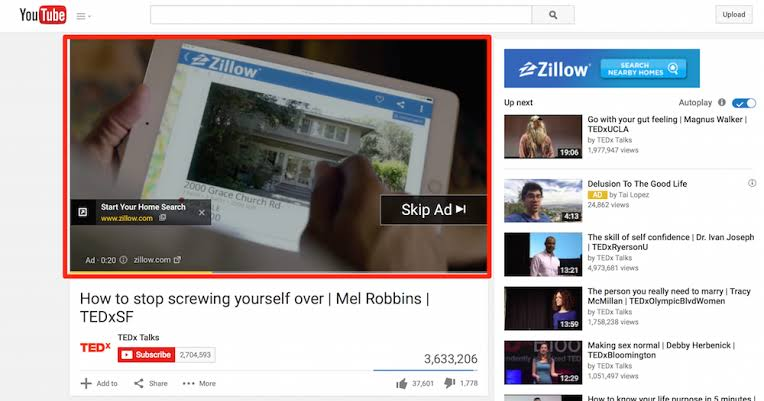 YouTube
Upload
Zillow
2000 Grace Church Rd
Start Your Home Search
www.zillow.com
Skip Ad
Ad · 0:20
zillow.com
How to stop screwing yourself over | Mel Robbins |
TEDxSF
TEDx
TEDx Talks
Subscribe
2,704,593
3,633,206
Add to
Share
More
37,601
1,778
Zillow
SEARCH
NEARBY HOMES
Up next
Autoplay
19:06
Go with your gut feeling | Magnus Walker |
TEDxUCLA
by TEDx Talks
1,977,947 views
4:13
Delusion To The Good Life
AD by Tai Lopez
24,862 views
13:21
The skill of self confidence | Dr. Ivan Joseph
| TEDxRyersonU
by TEDx Talks
4,973,681 views
13:59
The person you really need to marry | Tracy
McMillan | TEDxOlympicBlvdWomen
by TEDx Talks
1,758,238 views
12:29
Making sex normal | Debby Herbenick |
TEDxBloomington
by TEDx Talks
1,051,497 views
How to know your life purpose in 5 minutes |